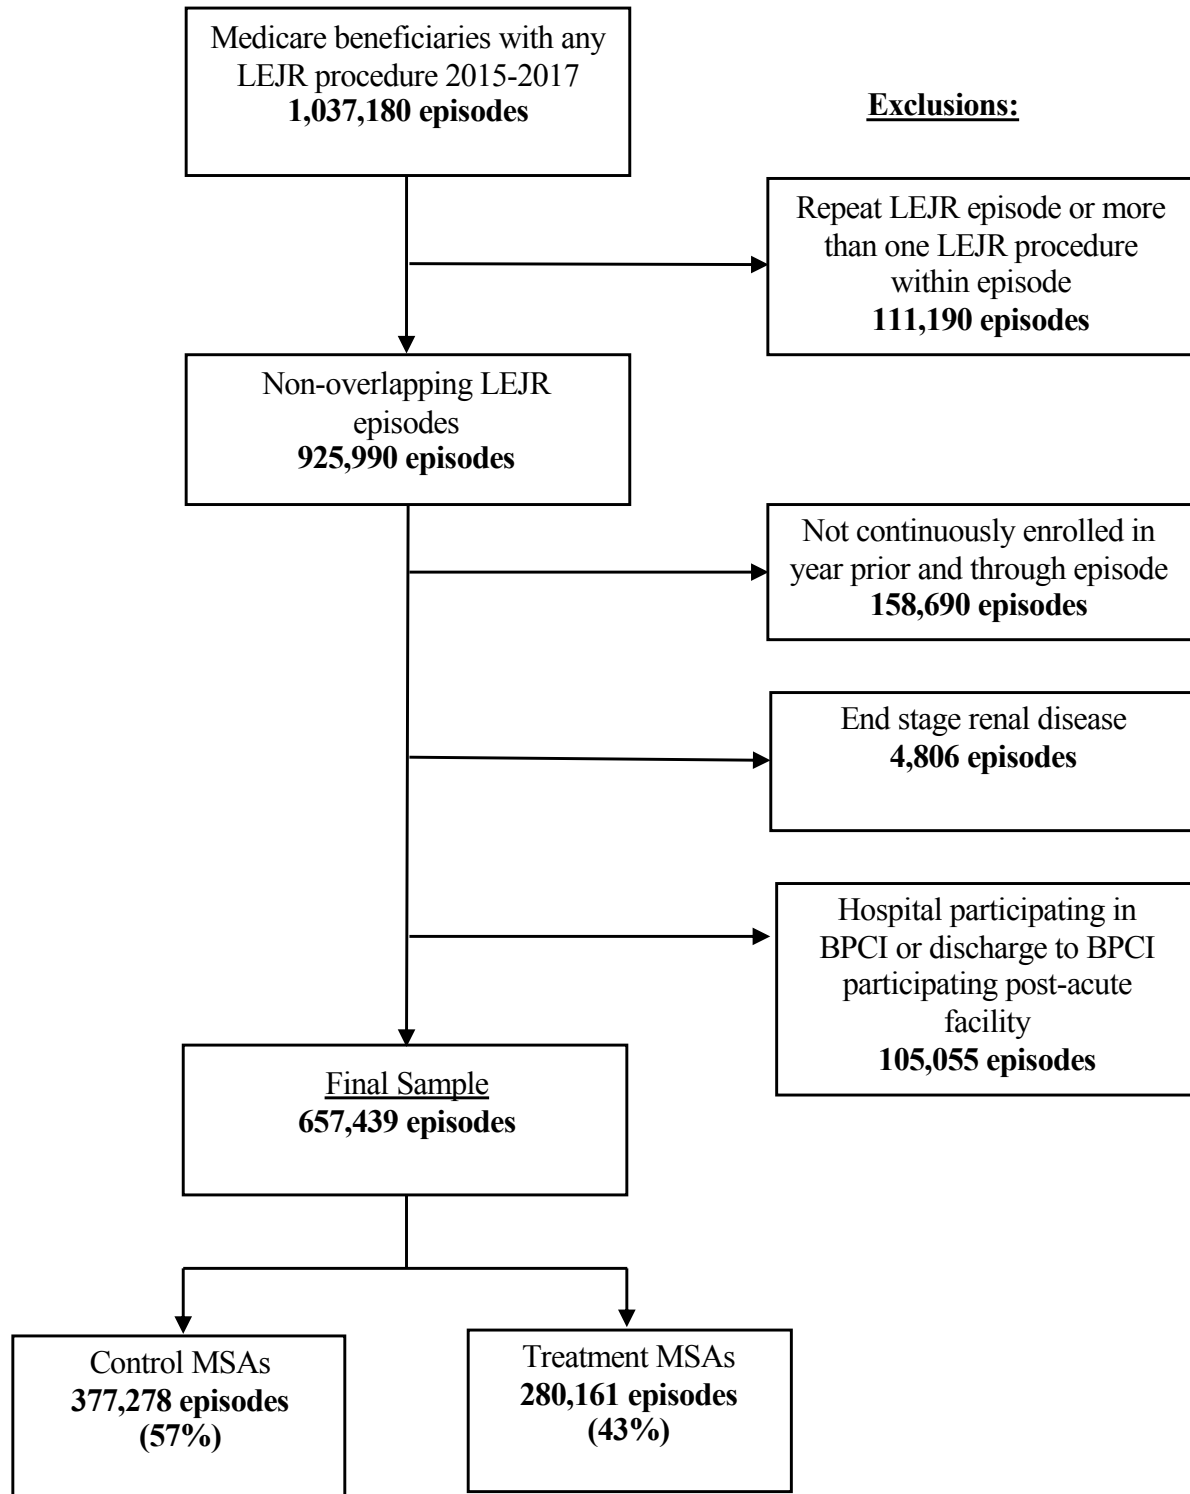 Medicare beneficiaries with any
LEJR procedure 2015-2017
1,037,180 episodes
Exclusions:
Repeat LEJR episode or more
than one LEJR procedure
within episode
111,190 episodes
Non-overlapping LEJR
episodes
925,990 episodes
Not continuously enrolled in
year prior and through episode
158,690 episodes
End stage renal disease
4,806 episodes
Hospital participating in
BPCI or discharge to BPCI
participating post-acute
facility
105,055 episodes
Final Sample
657,439 episodes
Control MSAs
377,278 episodes
(57%)
Treatment MSAs
280,161 episodes
(43%)